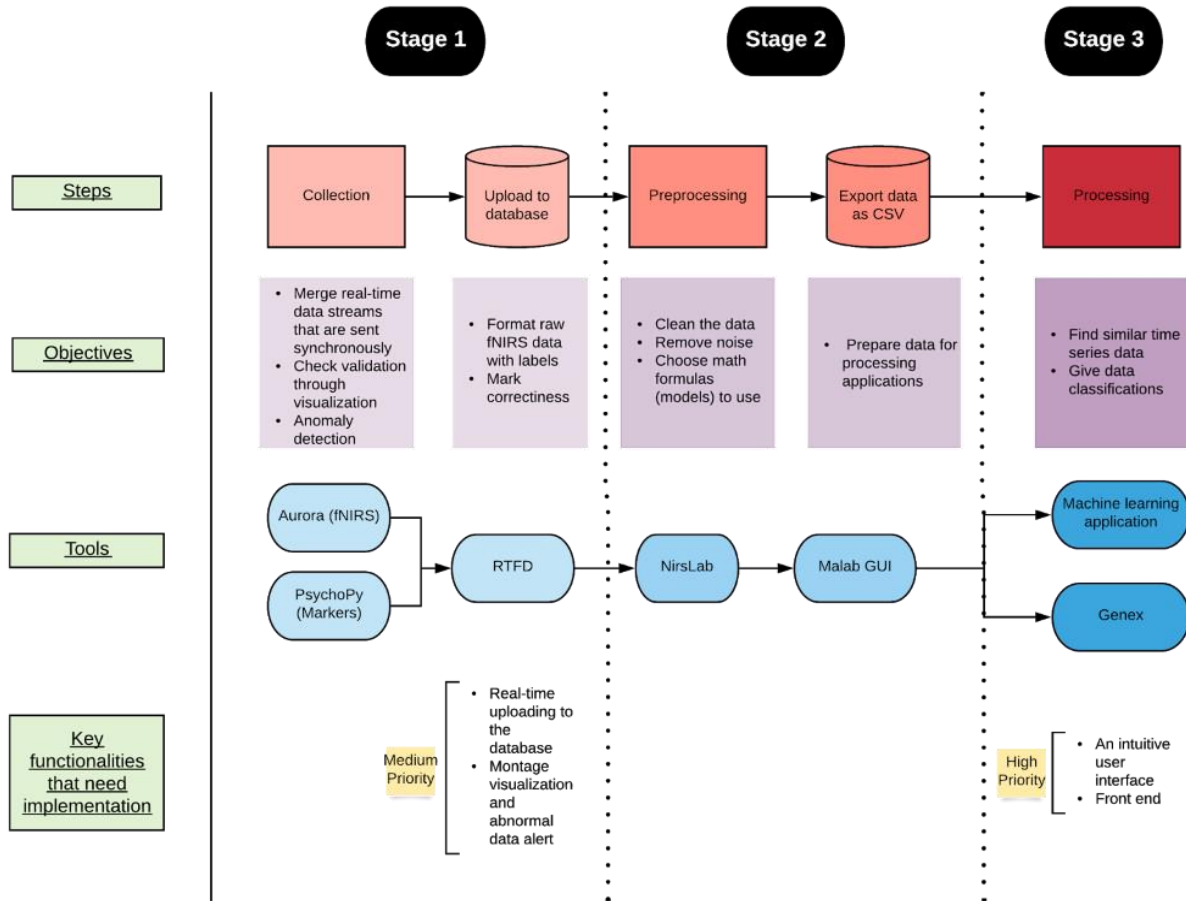 Stage 1
Stage 2
Stage 3
Steps
Collection
Upload to
database
Preprocessing
Export data
as CSV
Processing
Objectives
• Merge real-time
data streams
that are sent
synchronously
• Check validation
through
visualization
• Anomaly
detection
• Format raw
fNIRS data
with labels
• Mark
correctiness
• Clean the data
• Remove noise
• Choose math
formulas
(models) to use
• Prepare data for
processing
applications
• Find similar time
series data
• Give data
classifications
Tools
Aurora (fNIRS)
PsychoPy
(Markers)
RTFD
NirsLab
Malab GUI
Machine learning
application
Genex
Key
functionalities
that need
implementation
Medium
Priority
• Real-time
uploading to
the
database
• Montage
visualization
and
abnormal
data alert
High
Priority
• An intuitive
user
interface
• Front end